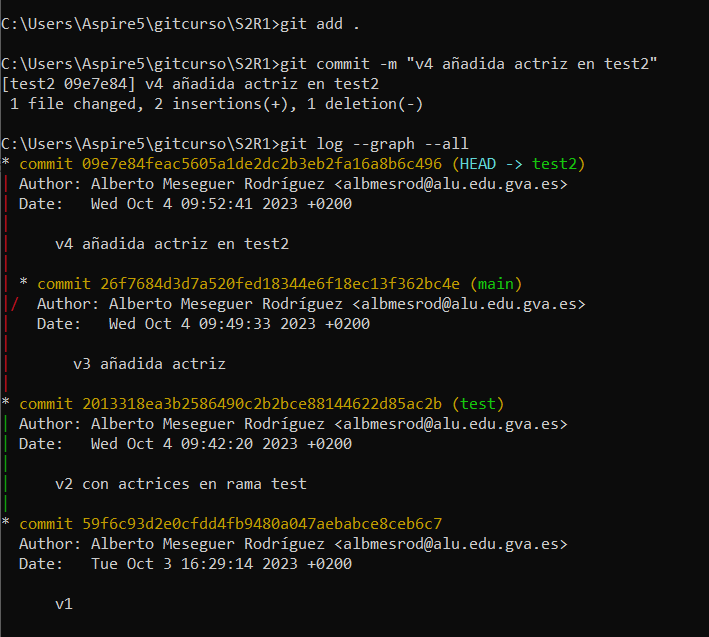 C:\Users\Aspire5\gitcurso\S2R1>git add .
C:\Users\Aspire5\gitcurso\S2R1>git commit -m "v4 añadida actriz en test2"
[test2 09e7e84] v4 añadida actriz en test2
 1 file changed, 2 insertions(+), 1 deletion(-)
C:\Users\Aspire5\gitcurso\S2R1>git log --graph --all
* commit 09e7e84feac5605a1de2dc2b3eb2fa16a8b6c496 (HEAD -> test2)
| Author: Alberto Meseguer Rodríguez <albmesrod@alu.edu.gva.es>
| Date:   Wed Oct 4 09:52:41 2023 +0200
|
|     v4 añadida actriz en test2
|
| * commit 26f7684d3d7a520fed18344e6f18ec13f362bc4e (main)
|/  Author: Alberto Meseguer Rodríguez <albmesrod@alu.edu.gva.es>
|   Date:   Wed Oct 4 09:49:33 2023 +0200
|
|       v3 añadida actriz
|
* commit 2013318ea3b2586490c2b2bce88144622d85ac2b (test)
| Author: Alberto Meseguer Rodríguez <albmesrod@alu.edu.gva.es>
| Date:   Wed Oct 4 09:42:20 2023 +0200
|
|     v2 con actrices en rama test
|
* commit 59f6c93d2e0cfdd4fb9480a047aebabce8ceb6c7
  Author: Alberto Meseguer Rodríguez <albmesrod@alu.edu.gva.es>
  Date:   Tue Oct 3 16:29:14 2023 +0200
      v1